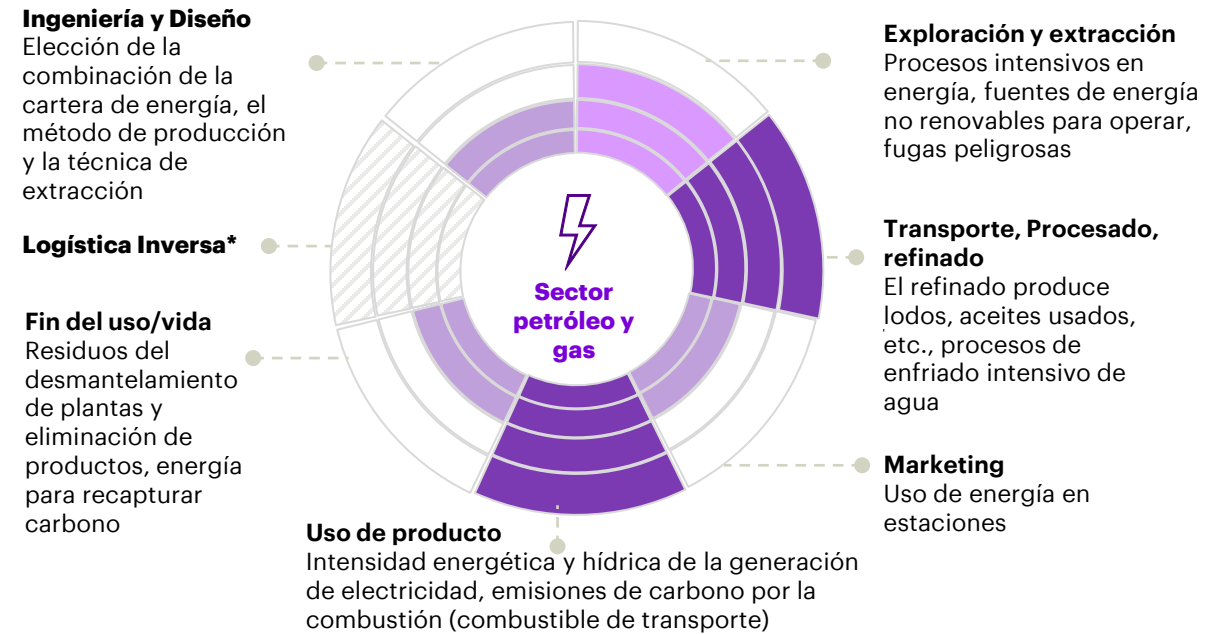 Ingeniería y Diseño
Elección de la
combinación de la
cartera de energía, el
método de producción
y la técnica de
extracción
Logística Inversa*
Fin del uso/vida
Residuos del
desmantelamiento
de plantas y
eliminación de
productos, energía
para recapturar
carbono
Sector
petróleo y
gas
Uso de producto
Intensidad energética y hídrica de la generación
de electricidad, emisiones de carbono por la
combustión (combustible de transporte)
Exploración y extracción
Procesos intensivos en
energía, fuentes de energía
no renovables para operar,
fugas peligrosas
Transporte, Procesado,
refinado
El refinado produce
lodos, aceites usados,
etc., procesos de
enfriado intensivo de
agua
Marketing
Uso de energía en
estaciones